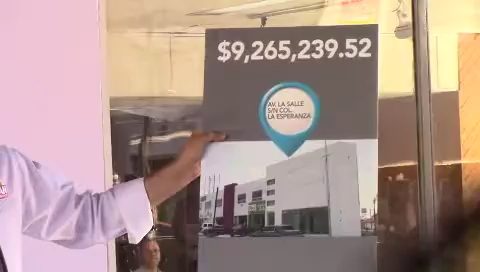 $9,265,239.52
AV. LA SALLE
S/N COL.
LA ESPERANZA